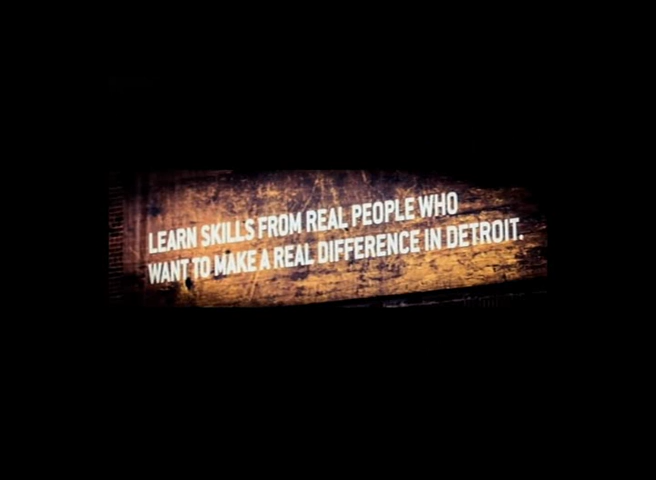 LEARN SKILLS FROM REAL PEOPLE WHO
WANT TO MAKE A REAL DIFFERENCE IN DETROIT.